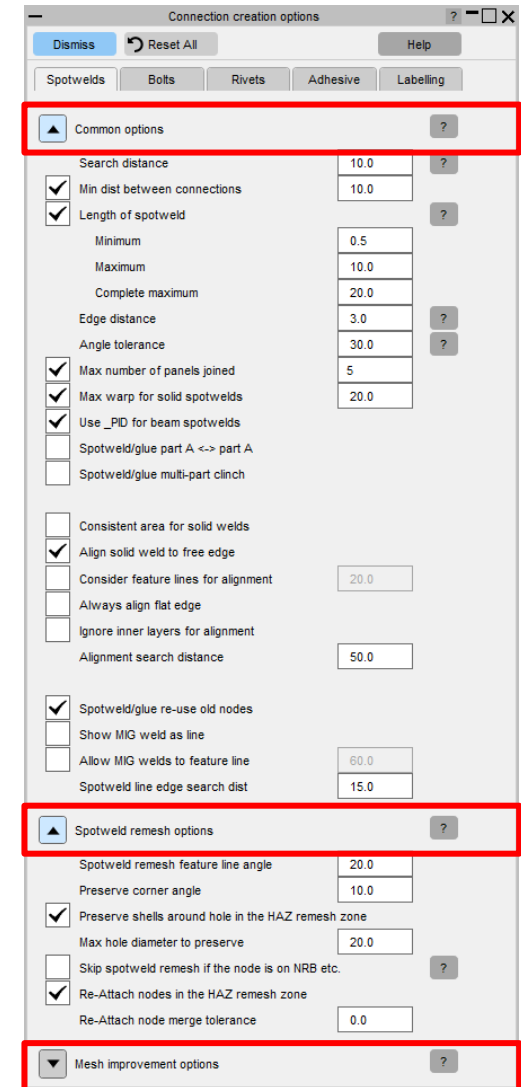 Connection creation options ?
Dismiss Reset All Help
Spotwelds Bolts Rivets Adhesive Labelling
Common options ?
Search distance 10.0 ?
Min dist between connections 10.0
Length of spotweld ?
Minimum 0.5
Maximum 10.0
Complete maximum 20.0
Edge distance 3.0 ?
Angle tolerance 30.0 ?
Max number of panels joined 5
Max warp for solid spotwelds 20.0
Use _PID for beam spotwelds
Spotweld/glue part A <-> part A
Spotweld/glue multi-part clinch
Consistent area for solid welds
Align solid weld to free edge
Consider feature lines for alignment 20.0
Always align flat edge
Ignore inner layers for alignment
Alignment search distance 50.0
Spotweld/glue re-use old nodes
Show MIG weld as line
Allow MIG welds to feature line 60.0
Spotweld line edge search dist 15.0
Spotweld remesh options ?
Spotweld remesh feature line angle 20.0
Preserve corner angle 10.0
Preserve shells around hole in the HAZ remesh zone
Max hole diameter to preserve 20.0
Skip spotweld remesh if the node is on NRB etc. ?
Re-Attach nodes in the HAZ remesh zone
Re-Attach node merge tolerance 0.0
Mesh improvement options ?